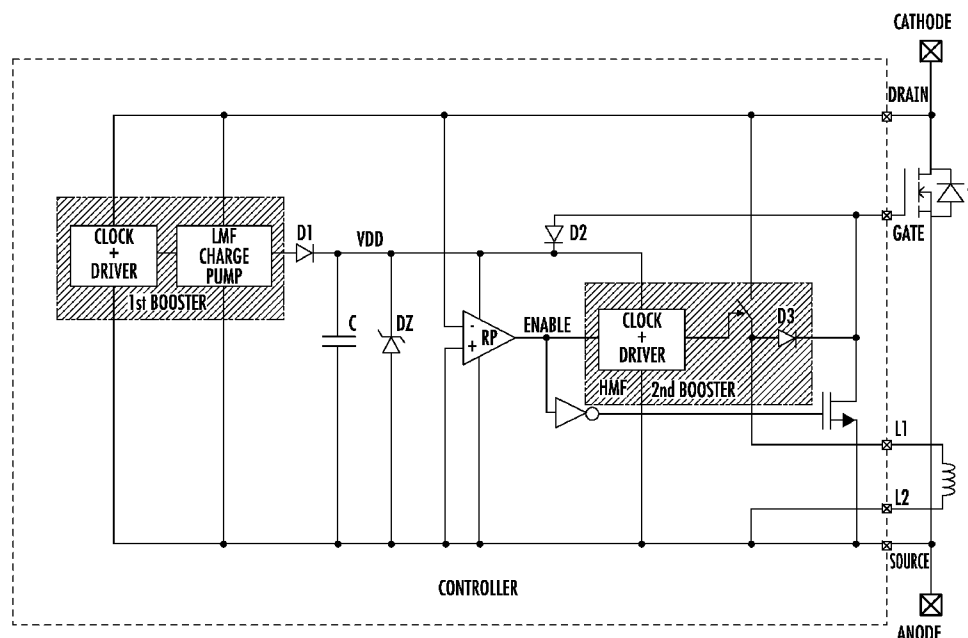 CATHODE
DRAIN
CLOCK
+
DRIVER
LMF
CHARGE
PUMP
1st BOOSTER
D1
VDD
D2
GATE
C
DZ
-
+
RP
ENABLE
CLOCK
+
DRIVER
D3
HMF
2nd BOOSTER
L1
L2
SOURCE
CONTROLLER
ANODE